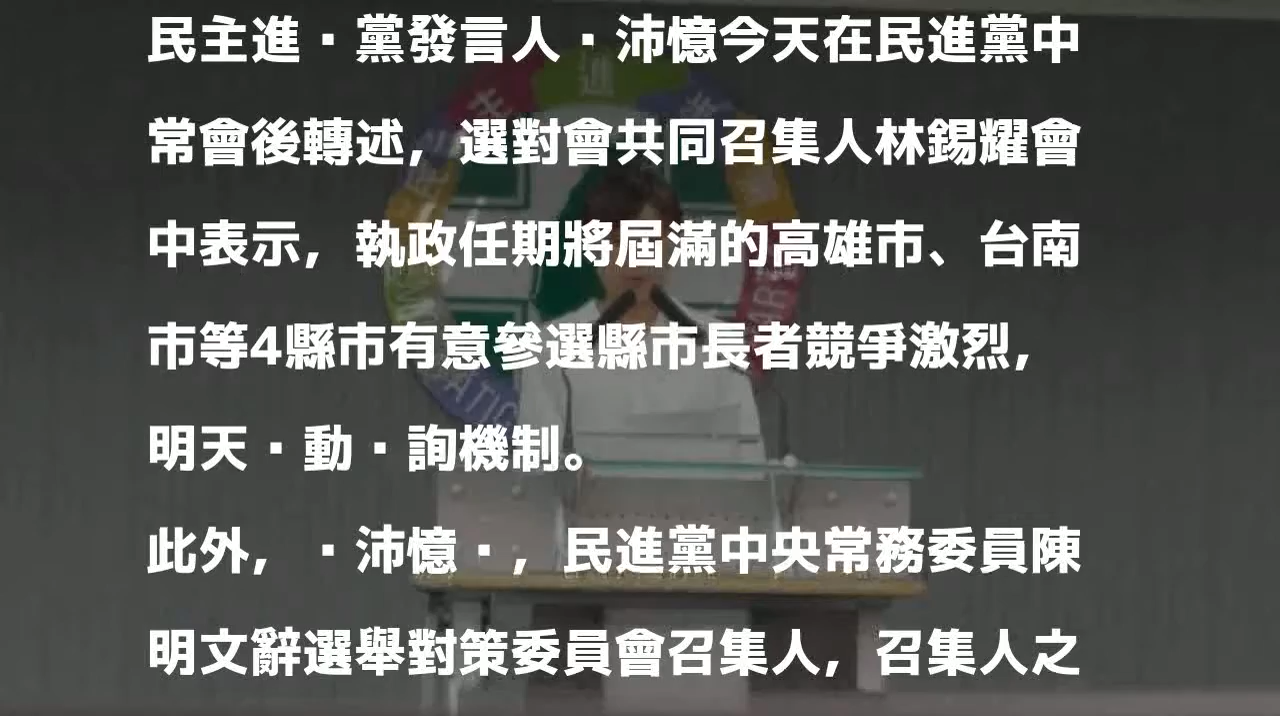 民主進▪黨發言人▪沛憶今天在民進黨中
常會後轉述，選對會共同召集人林錫耀會
中表示，執政任期將屆滿的高雄市、台南
市等4縣市有意參選縣市長者競爭激烈，
明天▪動▪詢機制。
此外，▪沛憶▪，民進黨中央常務委員陳
明文辭選舉對策委員會召集人，召集人之
進
民主